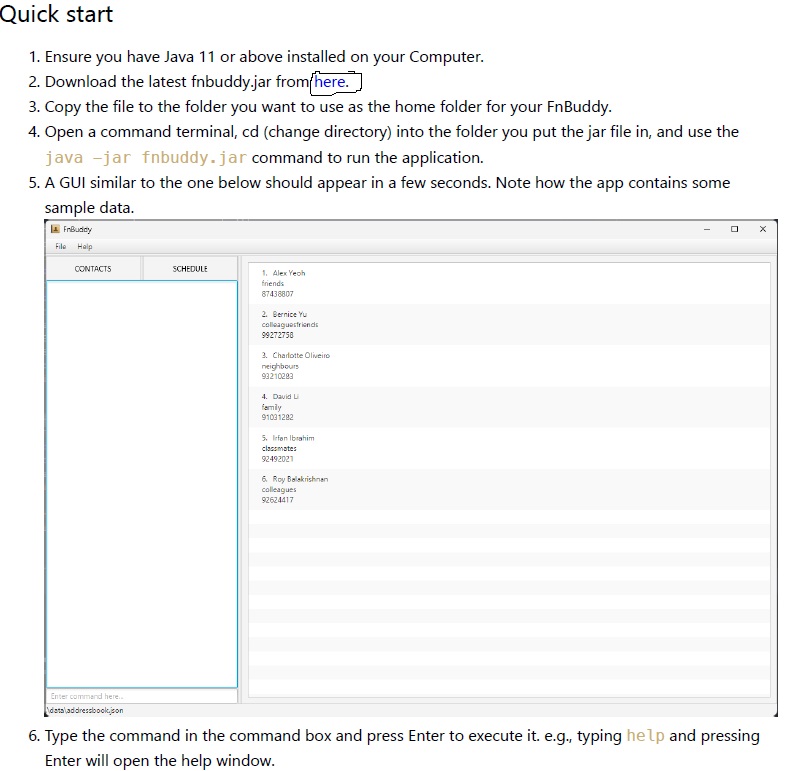 Quick start
1. Ensure you have Java 11 or above installed on your Computer.
2. Download the latest fnbuddy.jar from here.
3. Copy the file to the folder you want to use as the home folder for your FnBuddy.
4. Open a command terminal, cd (change directory) into the folder you put the jar file in, and use the
java –jar fnbuddy.jar command to run the application.
5. A GUI similar to the one below should appear in a few seconds. Note how the app contains some
sample data.
FnBuddy
File Help
CONTACTS SCHEDULE
1. Alex Yeoh
friends
87438807
2. Bernice Yu
colleaguesfriends
99272758
3. Charlotte Oliveiro
neighbours
93210283
4. David Li
family
91031282
5. Irfan Ibrahim
classmates
92492021
6. Roy Balakrishnan
colleagues
92624417
Enter command here...
\data\addressbook.json
6. Type the command in the command box and press Enter to execute it. e.g., typing help and pressing
Enter will open the help window.